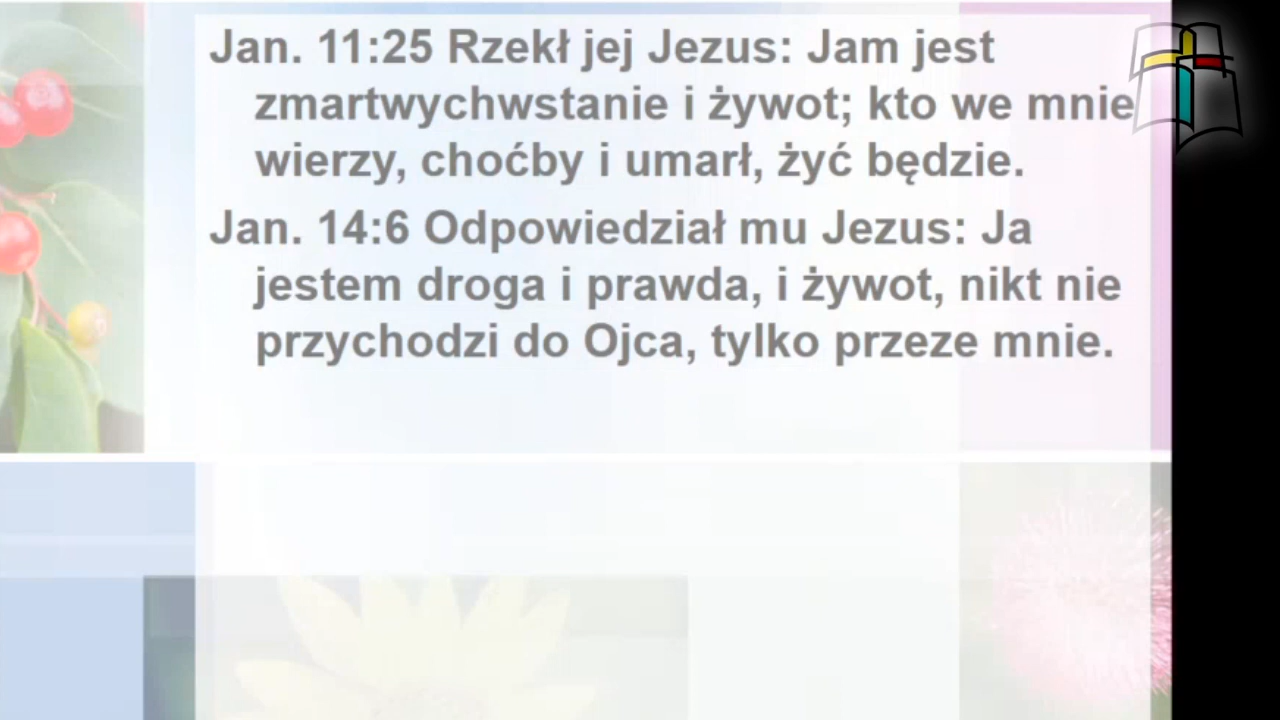 Jan. 11:25 Rzekł jej Jezus: Jam jest
zmartwychwstanie i żywot; kto we mnie
wierzy, choćby i umarł, żyć będzie.
Jan. 14:6 Odpowiedział mu Jezus: Ja
jestem droga i prawda, i żywot, nikt nie
przychodzi do Ojca, tylko przeze mnie.